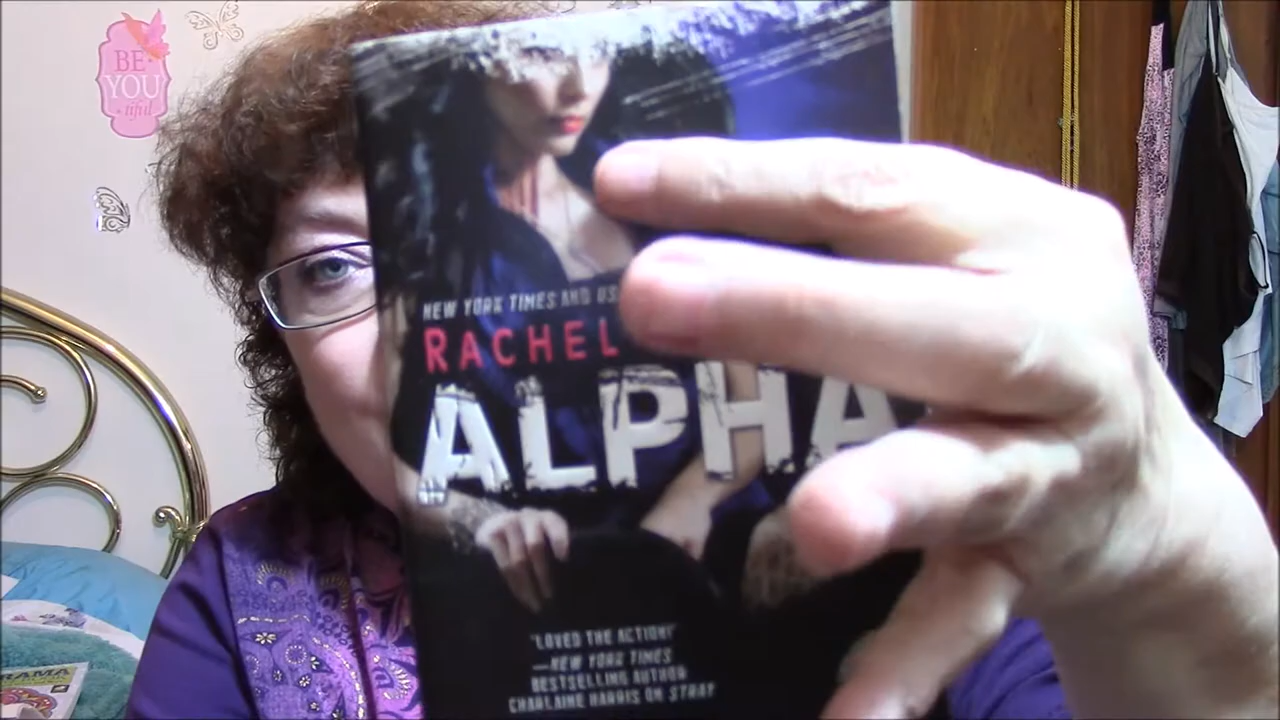 BE
YOU
tiful
NEW YORK TIMES AND US
RACHEL
ALPHA
"LOVED THE ACTION!"
—NEW YORK TIMES
BESTSELLING AUTHOR
CHARLAINE HARRIS ON STRAY
RAMA